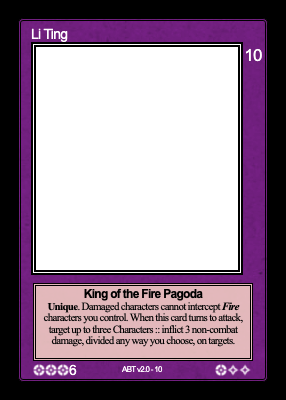 Li Ting
10
King of the Fire Pagoda
Unique. Damaged characters cannot intercept Fire
characters you control. When this card turns to attack,
target up to three Characters :: inflict 3 non-combat
damage, divided any way you choose, on targets.
6
ABT v2.0 - 10